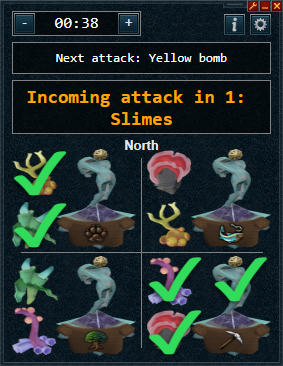 - 00:38 +
Next attack: Yellow bomb
Incoming attack in 1:
Slimes
North